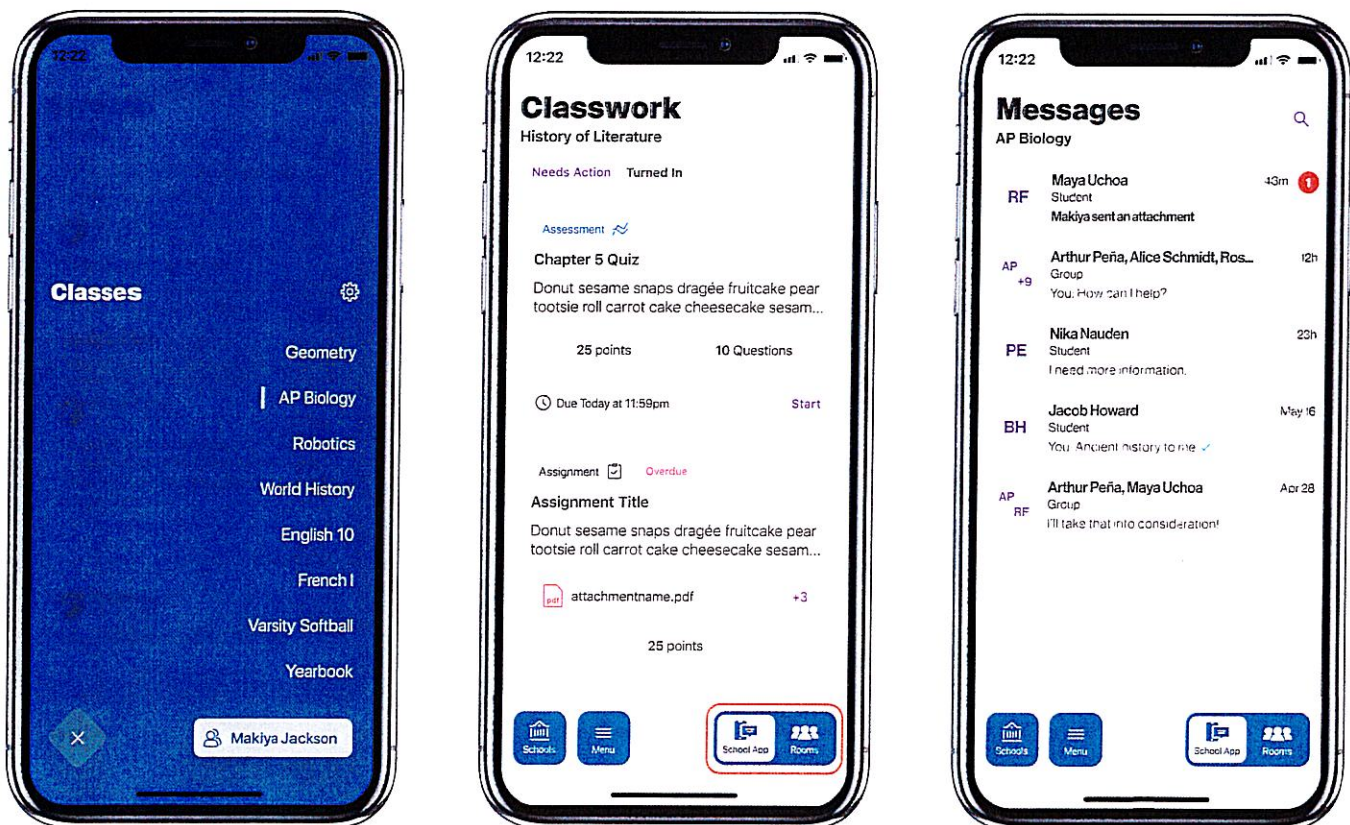 12:22
Classes
Geometry
AP Biology
Robotics
World History
English 10
French I
Varsity Softball
Yearbook
Makiya Jackson
12:22
Classwork
History of Literature
Needs Action Turned In
Assessment
Chapter 5 Quiz
Donut sesame snaps dragée fruitcake pear
tootsie roll carrot cake cheesecake sesam...
25 points 10 Questions
Due Today at 11:59pm Start
Assignment Overdue
Assignment Title
Donut sesame snaps dragée fruitcake pear
tootsie roll carrot cake cheesecake sesam...
pdf attachmentname.pdf +3
25 points
Schools Menu School App Rooms
12:22
Messages
AP Biology
Maya Uchoa 43m 1
RF Student
Makiya sent an attachment
Arthur Peña, Alice Schmidt, Ros... 12h
AP +9 Group
You: How can I help?
Nika Nauden 23h
PE Student
I need more information.
Jacob Howard May 16
BH Student
You: Ancient history to me
Arthur Peña, Maya Uchoa Apr 28
AP RF Group
I'll take that into consideration!
Schools Menu School App Rooms